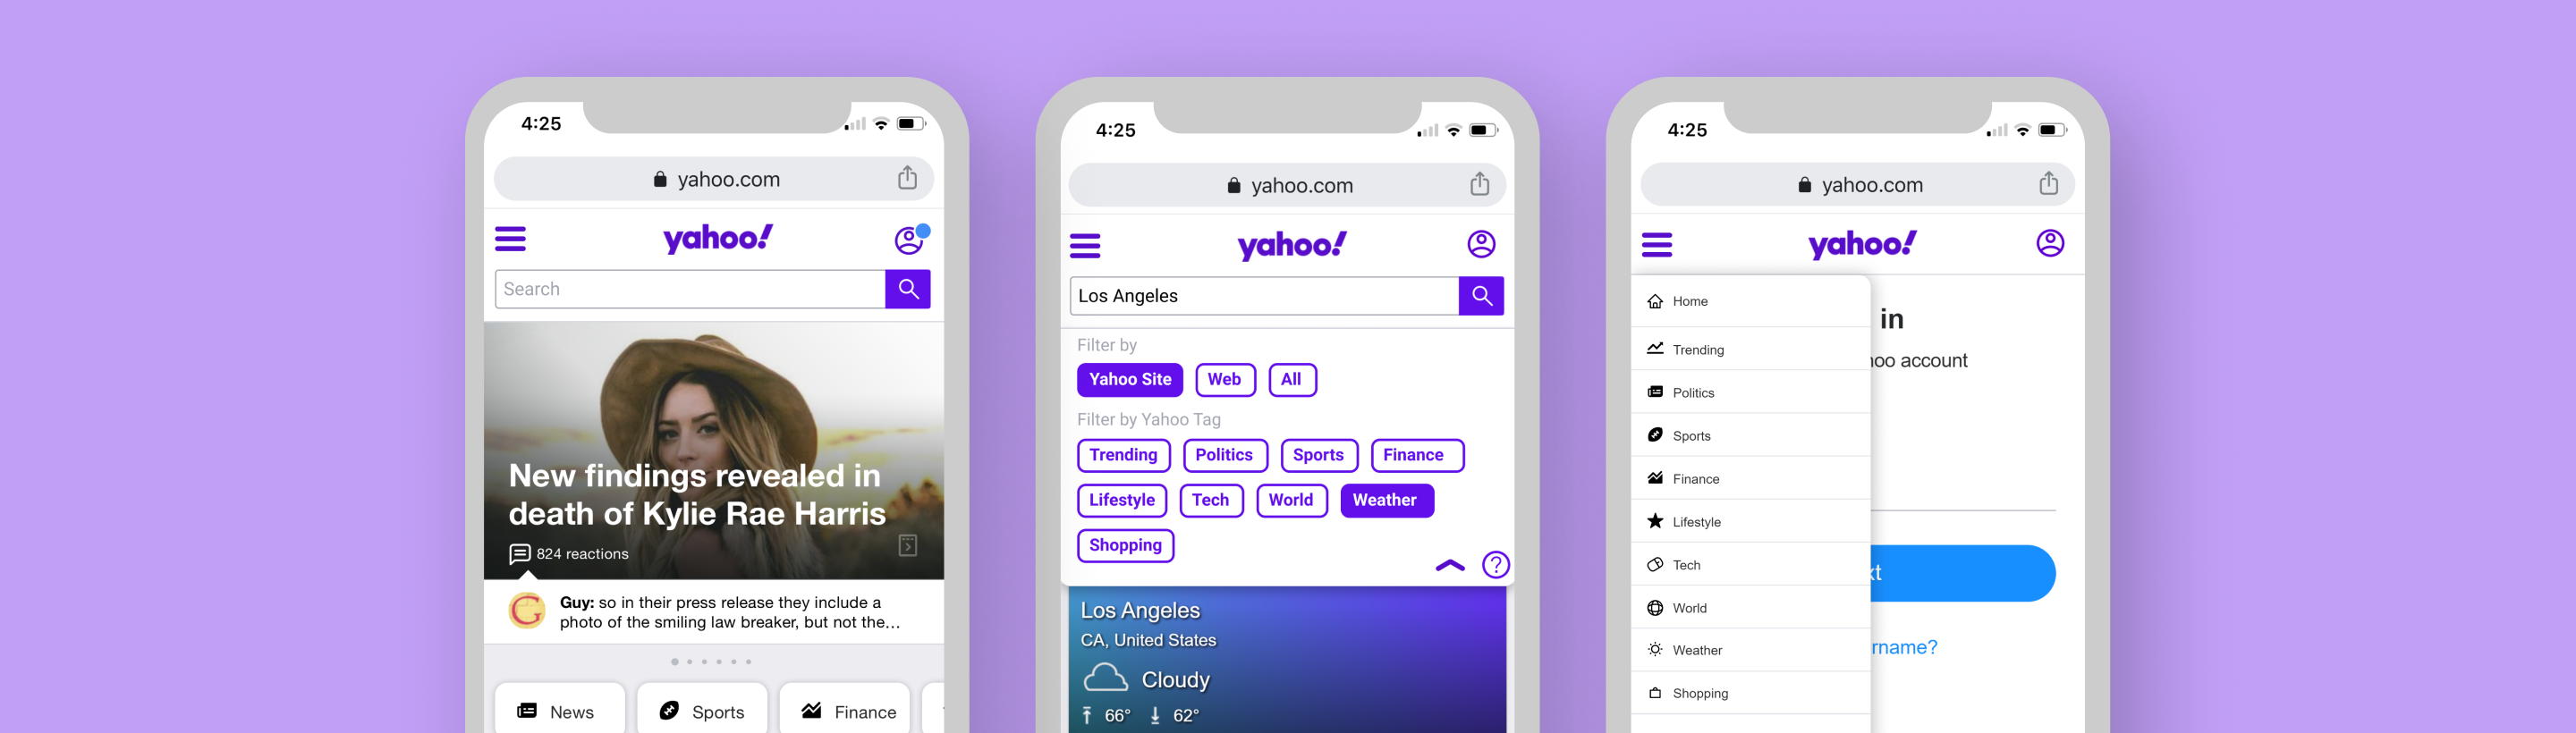 4:25
yahoo.com
yahoo!
Search
New findings revealed in
death of Kylie Rae Harris
824 reactions
Guy: so in their press release they include a
photo of the smiling law breaker, but not the...
News
Sports
Finance
4:25
yahoo.com
yahoo!
Los Angeles
Filter by
Yahoo Site
Web
All
Filter by Yahoo Tag
Trending
Politics
Sports
Finance
Lifestyle
Tech
World
Weather
Shopping
Los Angeles
CA, United States
Cloudy
66°
62°
4:25
yahoo.com
yahoo!
Home
Trending
Politics
Sports
Finance
Lifestyle
Tech
World
Weather
Shopping
in
account